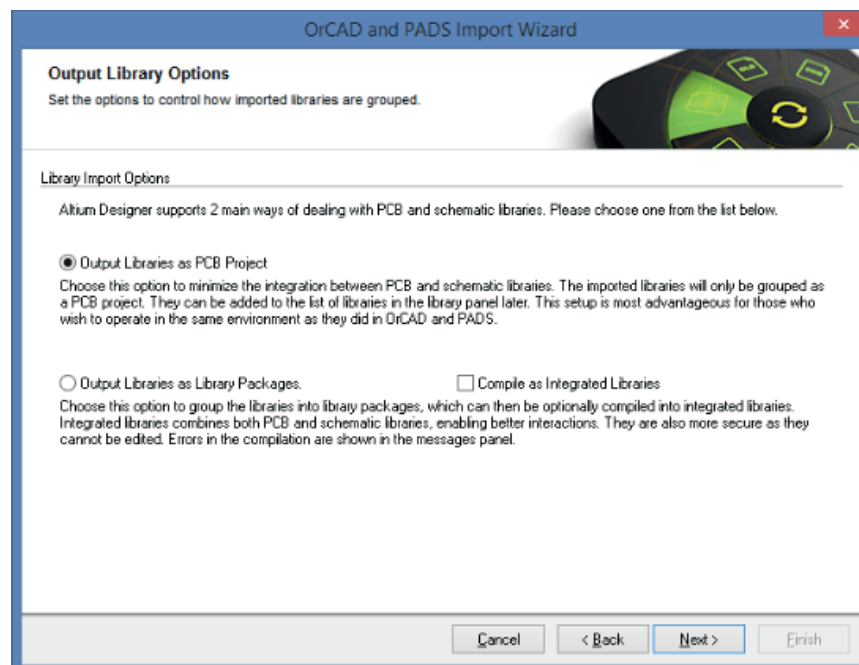 OrCAD and PADS Import Wizard
Output Library Options
Set the options to control how imported libraries are grouped.
Library Import Options
Altium Designer supports 2 main ways of dealing with PCB and schematic libraries. Please choose one from the list below.
Output Libraries as PCB Project
Choose this option to minimize the integration between PCB and schematic libraries. The imported libraries will only be grouped as
a PCB project. They can be added to the list of libraries in the library panel later. This setup is most advantageous for those who
wish to operate in the same environment as they did in OrCAD and PADS.
Output Libraries as Library Packages.
Compile as Integrated Libraries
Choose this option to group the libraries into library packages, which can then be optionally compiled into integrated libraries.
Integrated libraries combines both PCB and schematic libraries, enabling better interactions. They are also more secure as they
cannot be edited. Errors in the compilation are shown in the messages panel.
Cancel
< Back
Next >
Finish